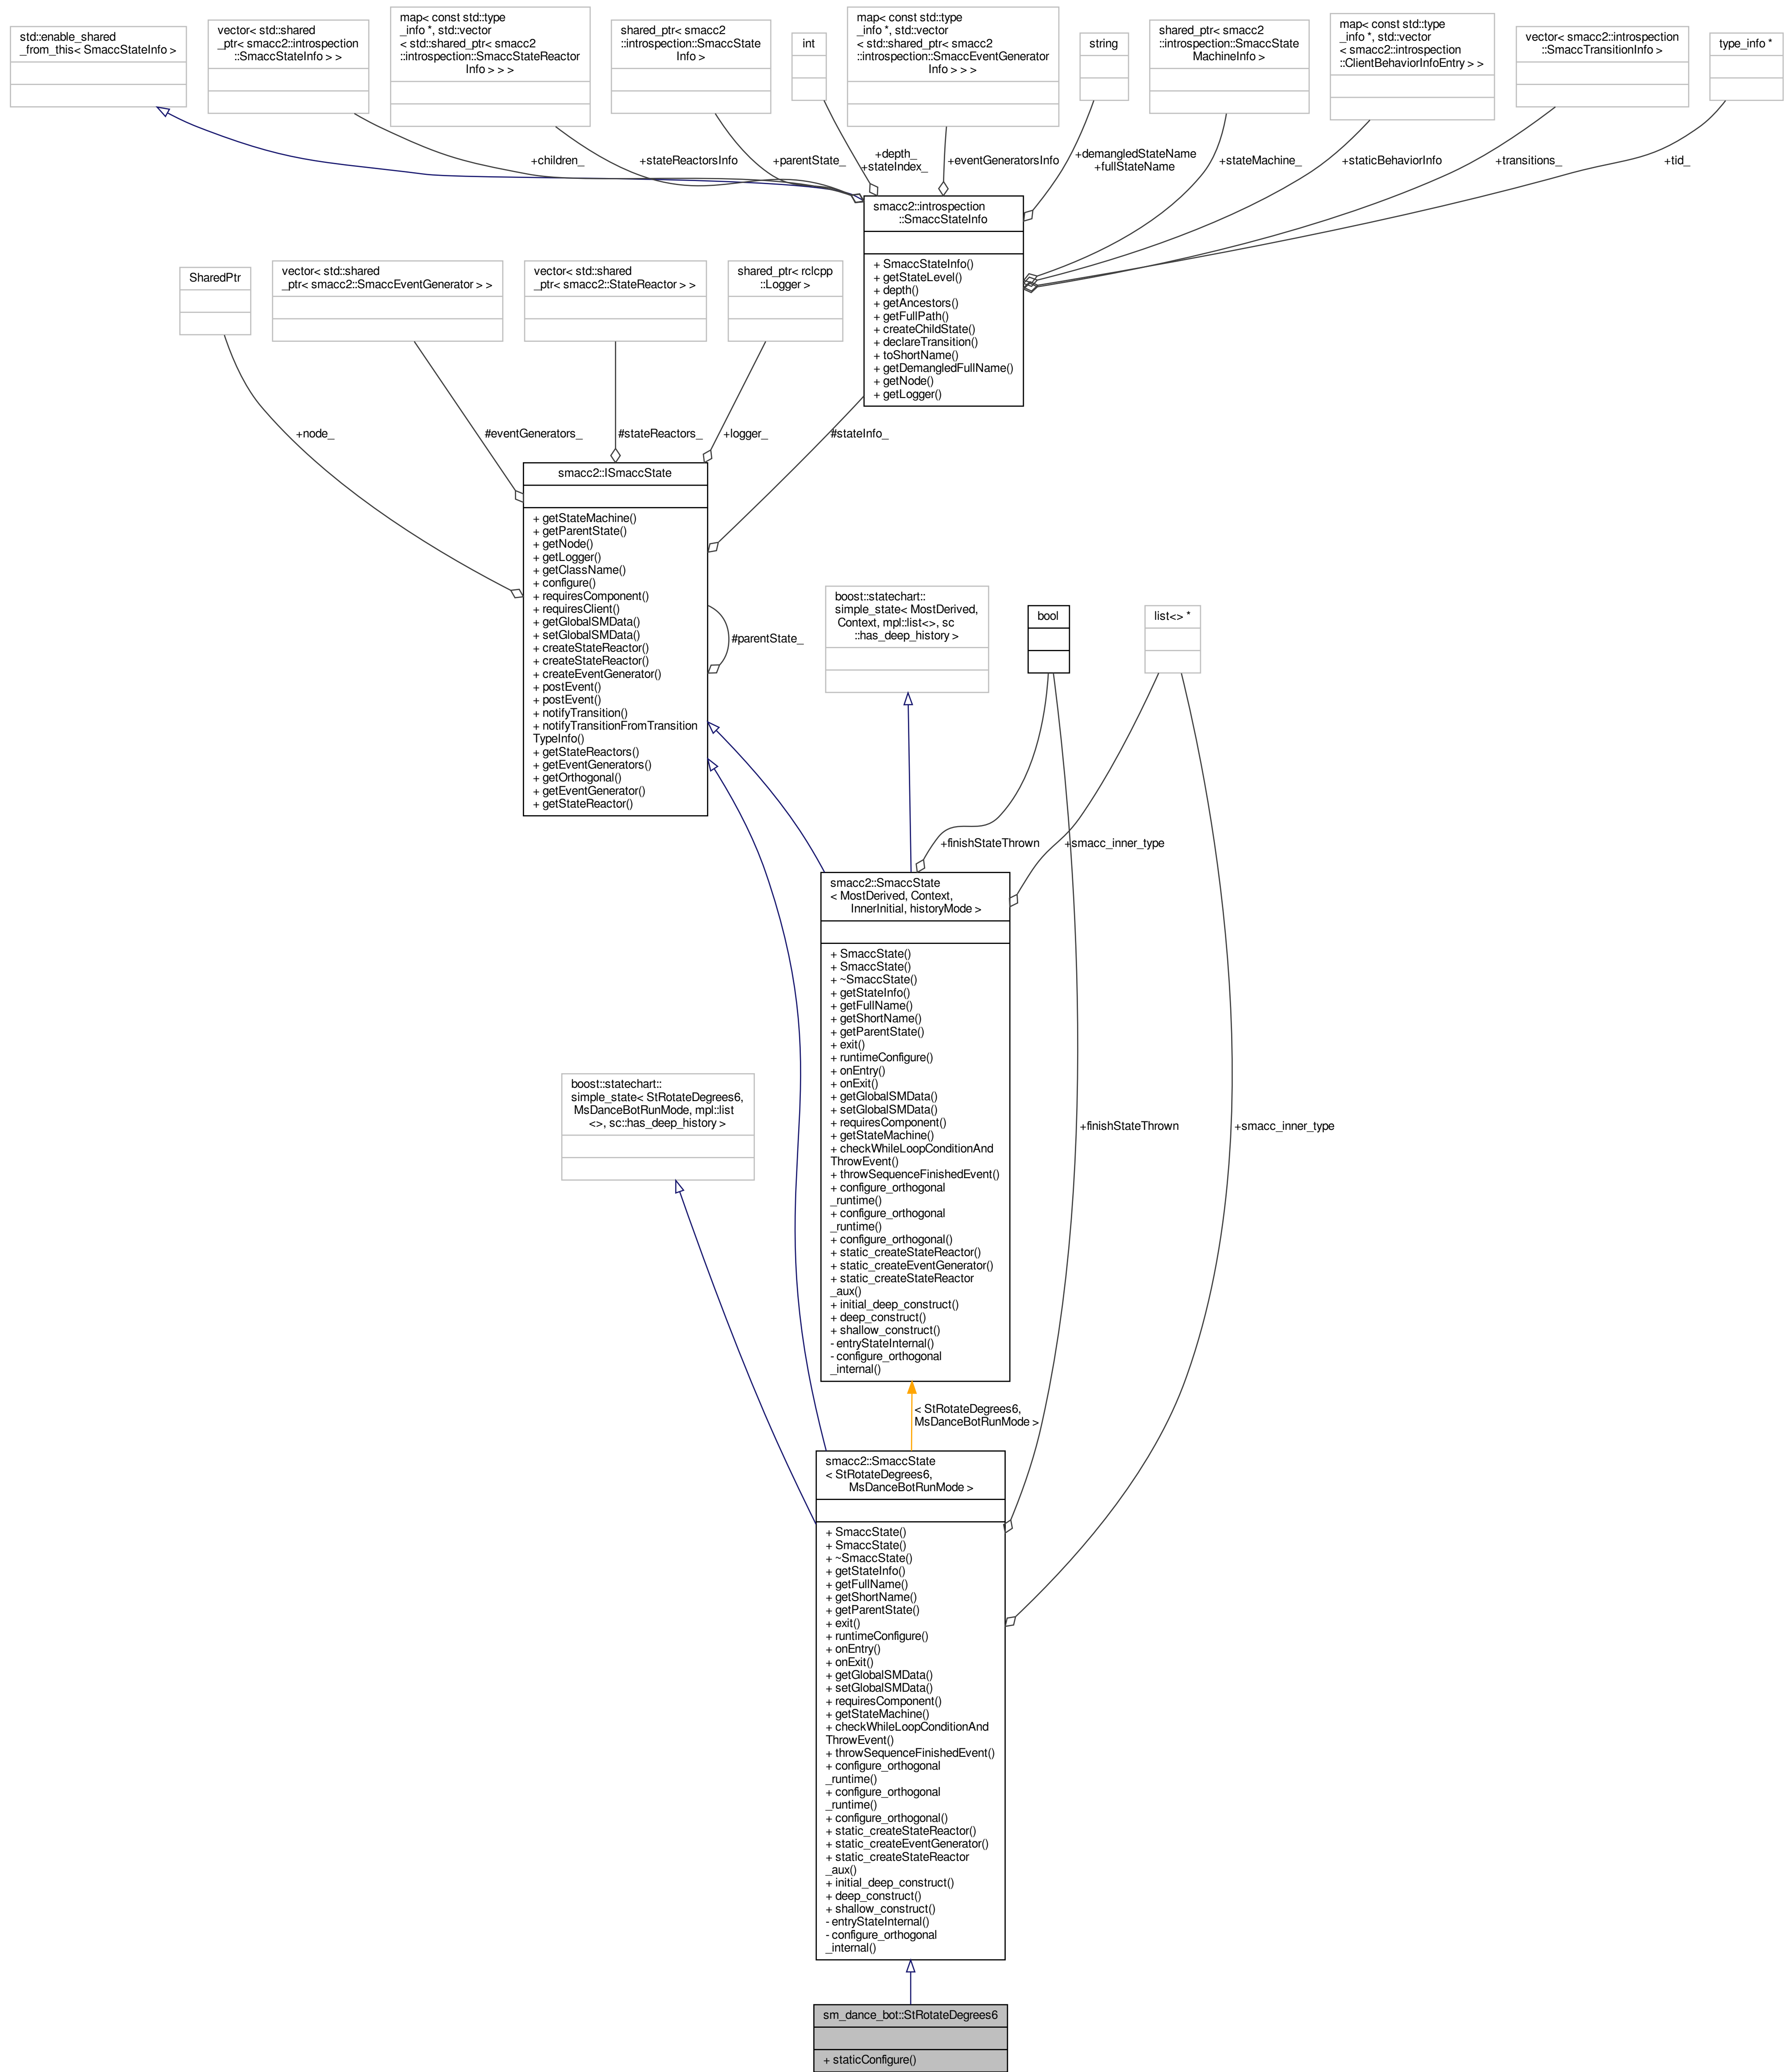 std::enable_shared
_from_this< SmaccStateInfo >
vector< std::shared
_ptr< smacc2::introspection
::SmaccStateInfo > >
map< const std::type
_info *, std::vector
< std::shared_ptr< smacc2
::introspection::SmaccStateReactor
Info > > >
shared_ptr< smacc2
::introspection::SmaccState
Info >
int
map< const std::type
_info *, std::vector
< std::shared_ptr< smacc2
::introspection::SmaccEventGenerator
Info > > >
string
shared_ptr< smacc2
::introspection::SmaccState
MachineInfo >
map< const std::type
_info *, std::vector
< smacc2::introspection
::ClientBehaviorInfoEntry > >
vector< smacc2::introspection
::SmaccTransitionInfo >
type_info *
+children_
+stateReactorsInfo
+parentState_
+depth_
+stateIndex_
+eventGeneratorsInfo
+demangledStateName
+fullStateName
+stateMachine_
+staticBehaviorInfo
+transitions_
+tid_
smacc2::introspection
::SmaccStateInfo
+ SmaccStateInfo()
+ getStateLevel()
+ depth()
+ getAncestors()
+ getFullPath()
+ createChildState()
+ declareTransition()
+ toShortName()
+ getDemangledFullName()
+ getNode()
+ getLogger()
SharedPtr
vector< std::shared
_ptr< smacc2::SmaccEventGenerator > >
vector< std::shared
_ptr< smacc2::StateReactor > >
shared_ptr< rclcpp
::Logger >
+node_
#eventGenerators_
#stateReactors_
+logger_
#stateInfo_
smacc2::ISmaccState
+ getStateMachine()
+ getParentState()
+ getNode()
+ getLogger()
+ getClassName()
+ configure()
+ requiresComponent()
+ requiresClient()
+ getGlobalSMData()
+ setGlobalSMData()
+ createStateReactor()
+ createStateReactor()
+ createEventGenerator()
+ postEvent()
+ postEvent()
+ notifyTransition()
+ notifyTransitionFromTransition
TypeInfo()
+ getStateReactors()
+ getEventGenerators()
+ getOrthogonal()
+ getEventGenerator()
+ getStateReactor()
#parentState_
boost::statechart::
simple_state< MostDerived,
Context, mpl::list<>, sc
::has_deep_history >
bool
list<> *
+finishStateThrown
+smacc_inner_type
smacc2::SmaccState
< MostDerived, Context,
InnerInitial, historyMode >
+ SmaccState()
+ SmaccState()
+ ~SmaccState()
+ getStateInfo()
+ getFullName()
+ getShortName()
+ getParentState()
+ exit()
+ runtimeConfigure()
+ onEntry()
+ onExit()
+ getGlobalSMData()
+ setGlobalSMData()
+ requiresComponent()
+ getStateMachine()
+ checkWhileLoopConditionAnd
ThrowEvent()
+ throwSequenceFinishedEvent()
+ configure_orthogonal
_runtime()
+ configure_orthogonal
_runtime()
+ configure_orthogonal()
+ static_createStateReactor()
+ static_createEventGenerator()
+ static_createStateReactor
_aux()
+ initial_deep_construct()
+ deep_construct()
+ shallow_construct()
- entryStateInternal()
- configure_orthogonal
_internal()
boost::statechart::
simple_state< StRotateDegrees6,
MsDanceBotRunMode, mpl::list
<>, sc::has_deep_history >
+finishStateThrown
+smacc_inner_type
< StRotateDegrees6,
MsDanceBotRunMode >
smacc2::SmaccState
< StRotateDegrees6,
MsDanceBotRunMode >
+ SmaccState()
+ SmaccState()
+ ~SmaccState()
+ getStateInfo()
+ getFullName()
+ getShortName()
+ getParentState()
+ exit()
+ runtimeConfigure()
+ onEntry()
+ onExit()
+ getGlobalSMData()
+ setGlobalSMData()
+ requiresComponent()
+ getStateMachine()
+ checkWhileLoopConditionAnd
ThrowEvent()
+ throwSequenceFinishedEvent()
+ configure_orthogonal
_runtime()
+ configure_orthogonal
_runtime()
+ configure_orthogonal()
+ static_createStateReactor()
+ static_createEventGenerator()
+ static_createStateReactor
_aux()
+ initial_deep_construct()
+ deep_construct()
+ shallow_construct()
- entryStateInternal()
- configure_orthogonal
_internal()
sm_dance_bot::StRotateDegrees6
+ staticConfigure()